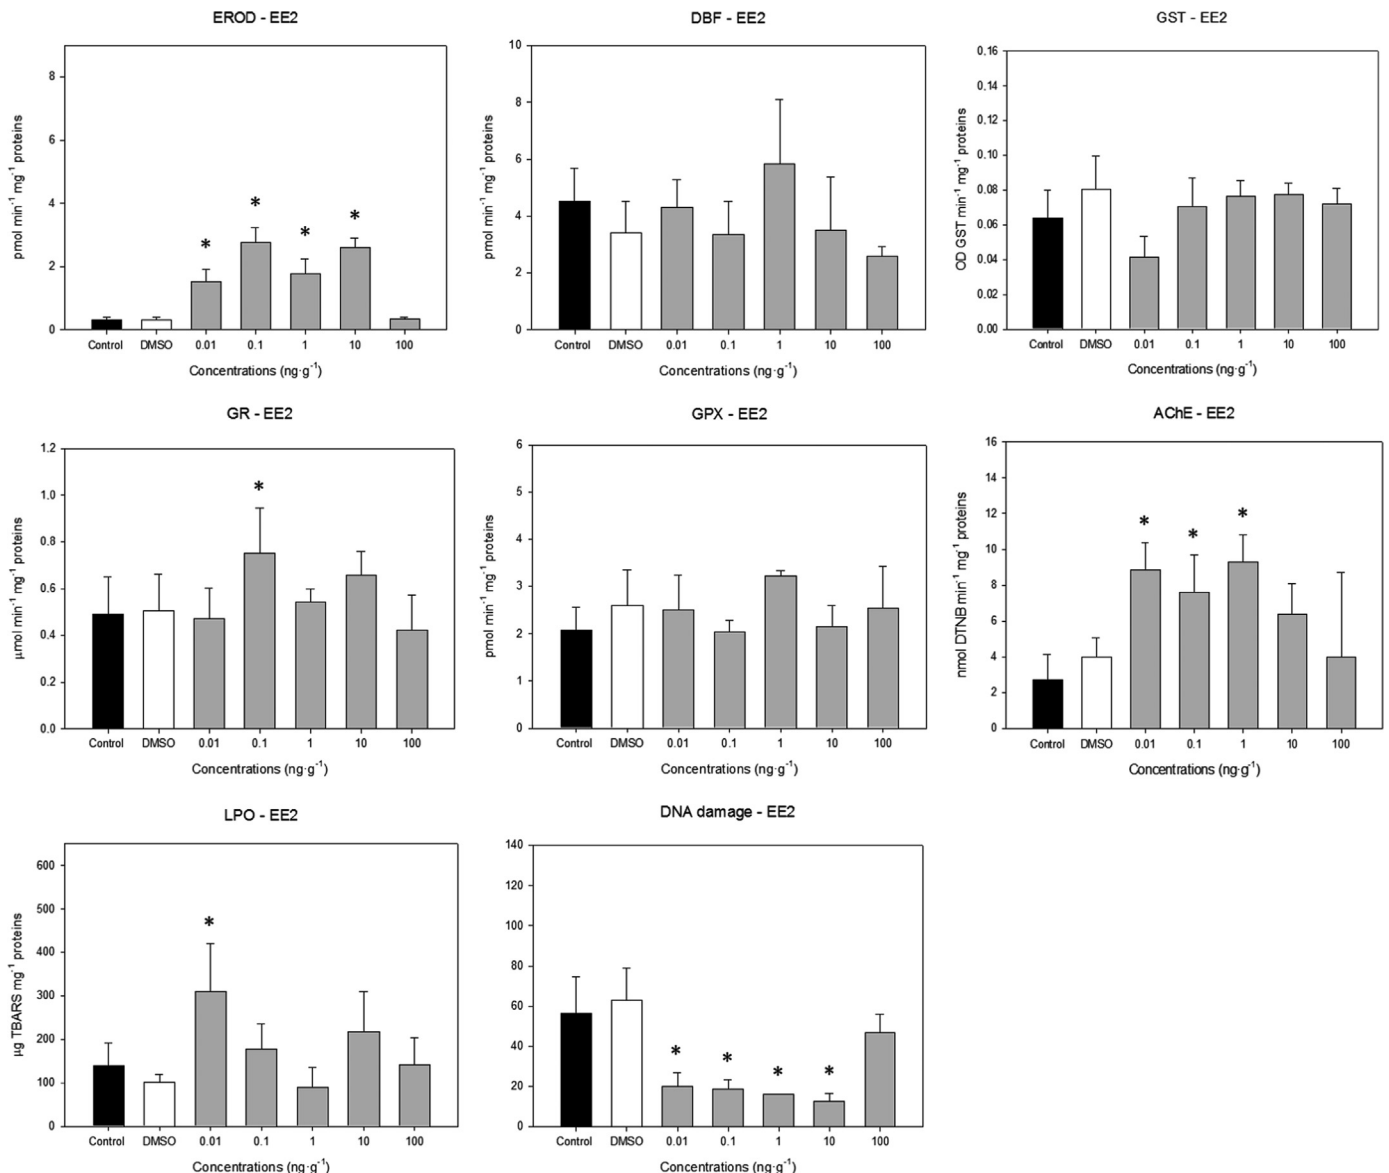 EROD - EE2
pmol min⁻¹ mg⁻¹ proteins
8
6
4
2
0
* * * *
Control DMSO 0.01 0.1 1 10 100
Concentrations (ng·g⁻¹)
DBF - EE2
pmol min⁻¹ mg⁻¹ proteins
10
8
6
4
2
0
Control DMSO 0.01 0.1 1 10 100
Concentrations (ng·g⁻¹)
GST - EE2
OD GST min⁻¹ mg⁻¹ proteins
0.16
0.14
0.12
0.10
0.08
0.06
0.04
0.02
0.00
Control DMSO 0.01 0.1 1 10 100
Concentrations (ng·g⁻¹)
GR - EE2
µmol min⁻¹ mg⁻¹ proteins
1.2
1.0
0.8
0.6
0.4
0.2
0.0
*
Control DMSO 0.01 0.1 1 10 100
Concentrations (ng·g⁻¹)
GPX - EE2
pmol min⁻¹ mg⁻¹ proteins
6
5
4
3
2
1
0
Control DMSO 0.01 0.1 1 10 100
Concentrations (ng·g⁻¹)
AChE - EE2
nmol DTNB min⁻¹ mg⁻¹ proteins
16
14
12
10
8
6
4
2
0
* * *
Control DMSO 0.01 0.1 1 10 100
Concentrations (ng·g⁻¹)
LPO - EE2
µg TBARS mg⁻¹ proteins
600
500
400
300
200
100
0
*
Control DMSO 0.01 0.1 1 10 100
Concentrations (ng·g⁻¹)
DNA damage - EE2
140
120
100
80
60
40
20
0
* * * *
Control DMSO 0.01 0.1 1 10 100
Concentrations (ng·g⁻¹)